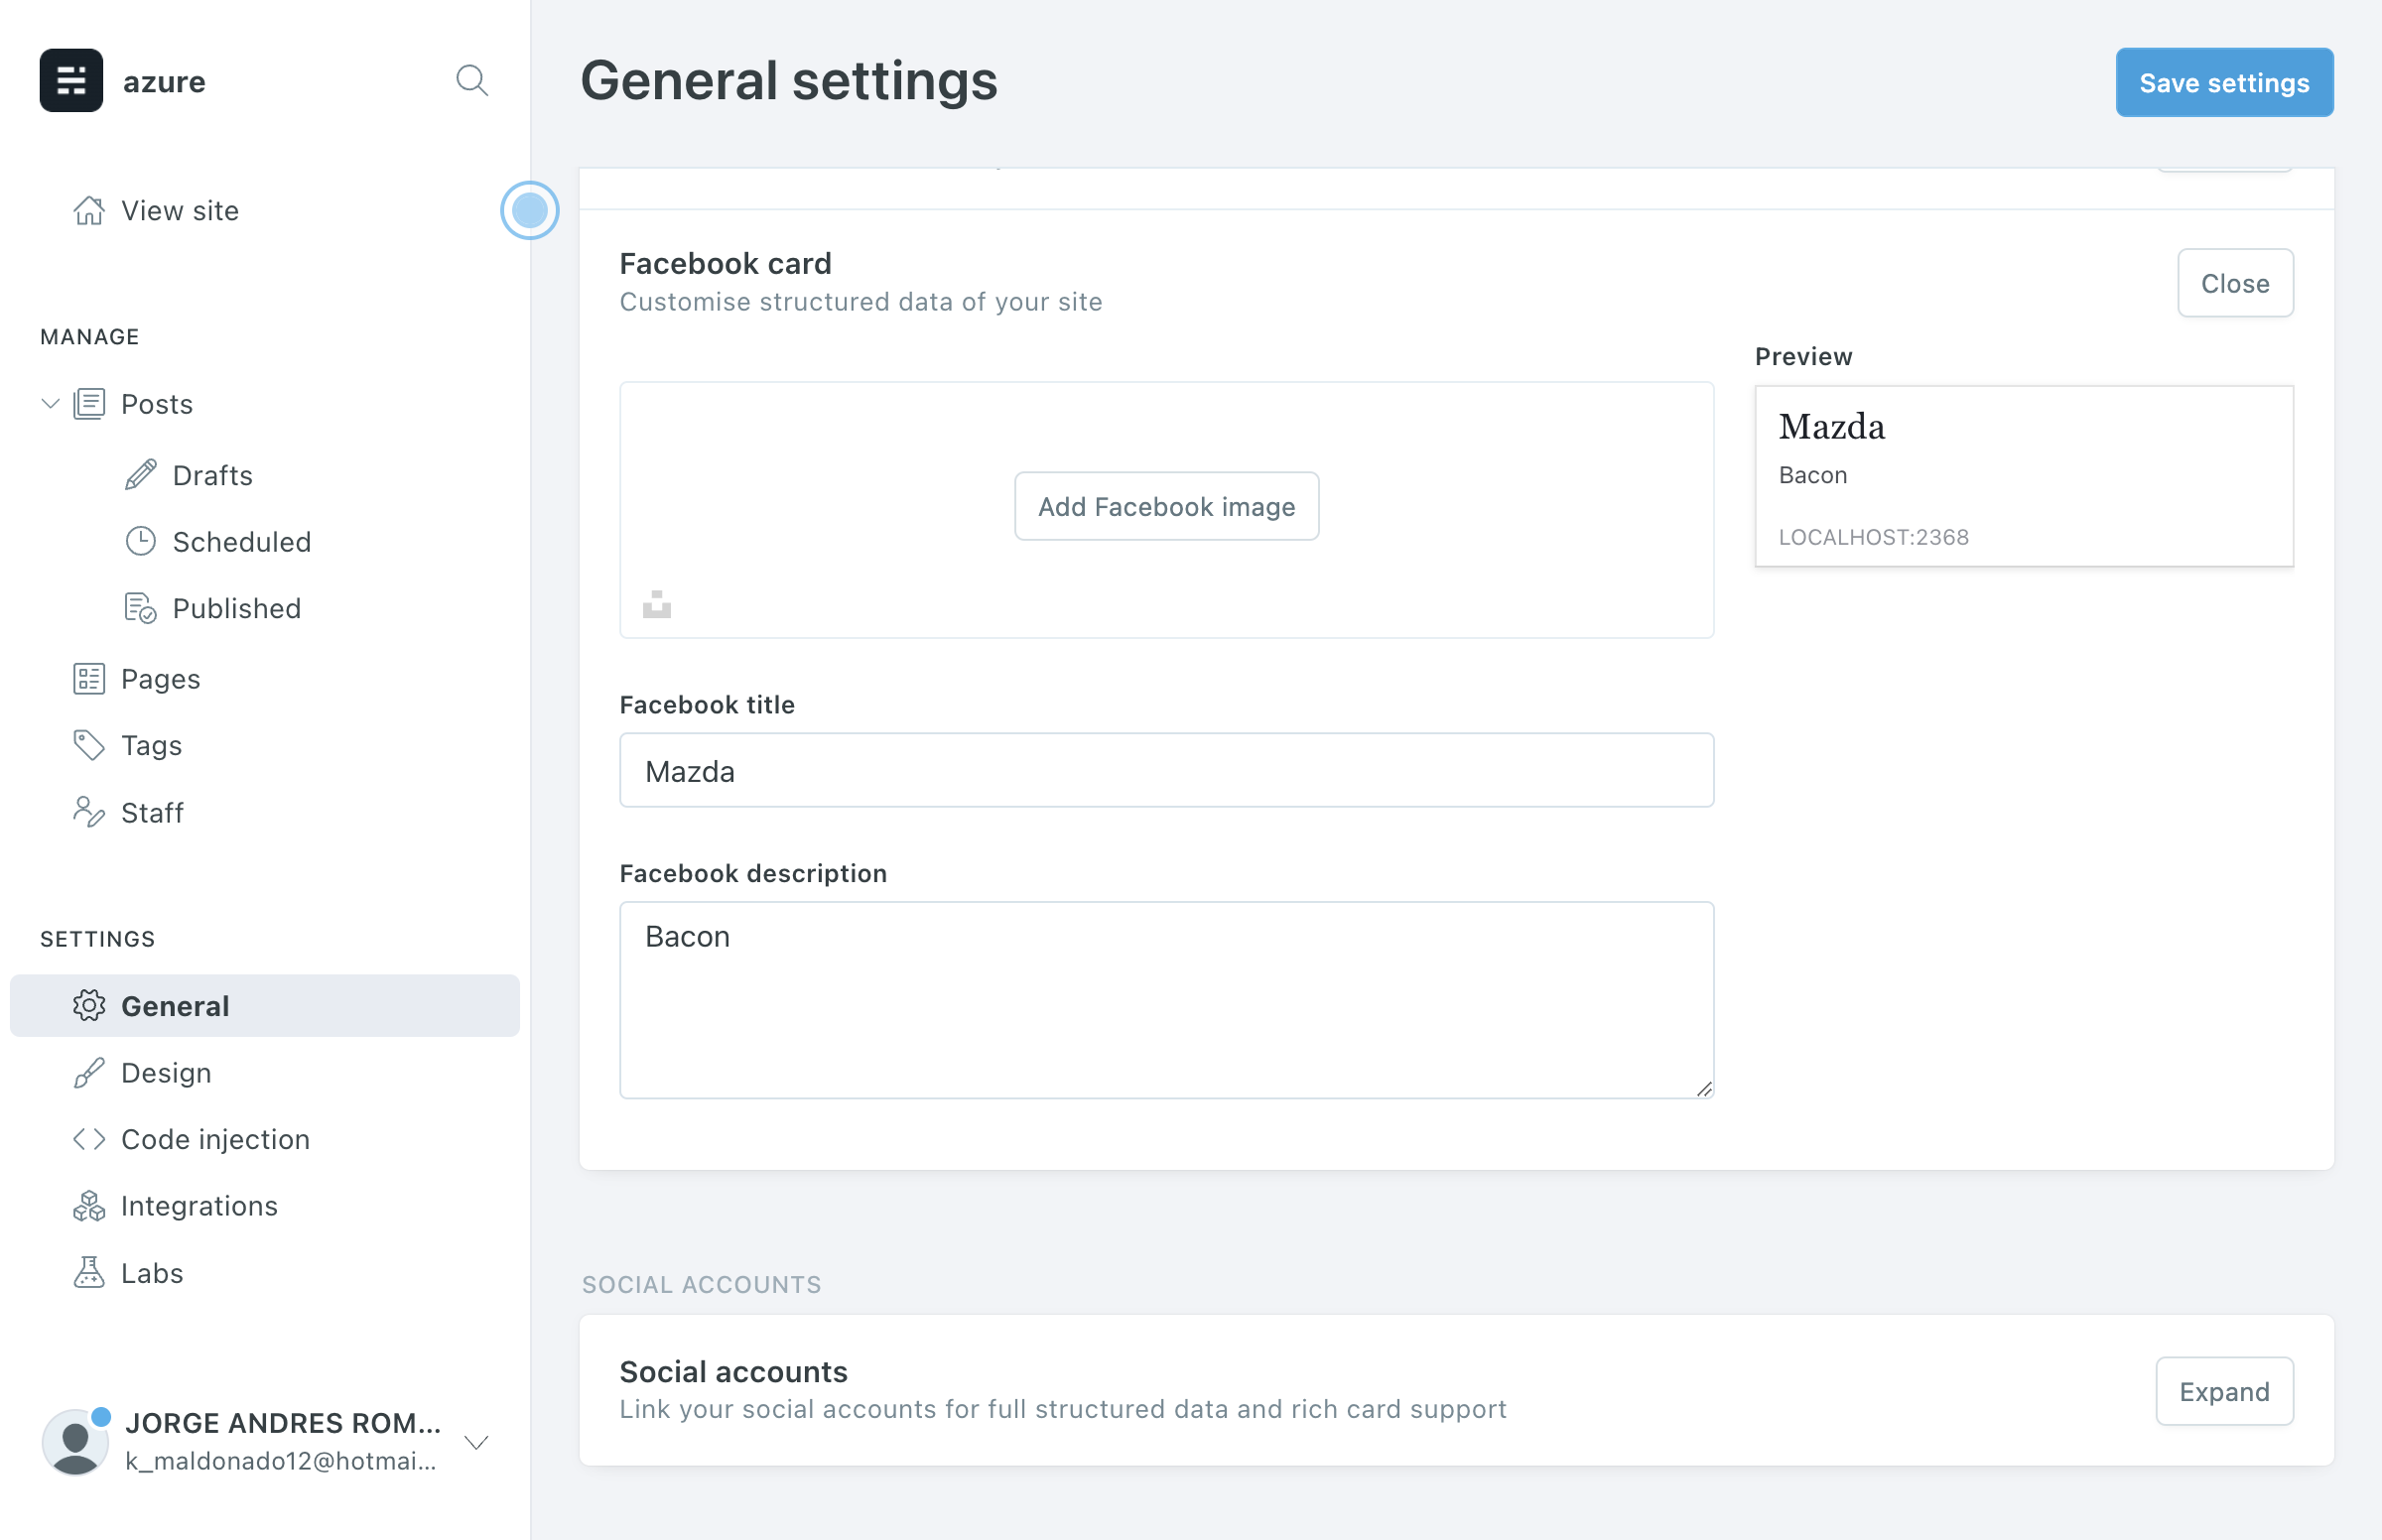 azure
View site
MANAGE
Posts
Drafts
Scheduled
Published
Pages
Tags
Staff
SETTINGS
General
Design
Code injection
Integrations
Labs
JORGE ANDRES ROM...
k_maldonado12@hotmai...
General settings
Save settings
Facebook card
Customise structured data of your site
Close
Add Facebook image
Preview
Mazda
Bacon
LOCALHOST:2368
Facebook title
Mazda
Facebook description
Bacon
SOCIAL ACCOUNTS
Social accounts
Link your social accounts for full structured data and rich card support
Expand